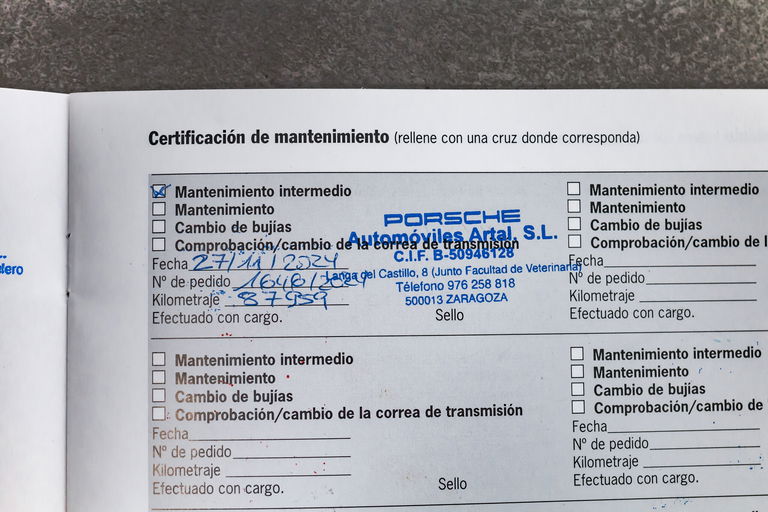 Certificación de mantenimiento (rellene con una cruz donde corresponda)
Mantenimiento intermedio
Mantenimiento
Cambio de bujías
Comprobación/cambio de la correa de transmisión
Fecha 27/11/2024
Nº de pedido 1646/2024
Kilometraje 87959
Efectuado con cargo.
Sello
PORSCHE
Automóviles Artal, S.L.
C.I.F. B-50946128
Langa del Castillo, 8 (Junto Facultad de Veterinaria)
Télefono 976 258 818
500013 ZARAGOZA
Mantenimiento intermedio
Mantenimiento
Cambio de bujías
Comprobación/cambio de l
Fecha
Nº de pedido
Kilometraje
Efectuado con cargo.
Mantenimiento intermedio
Mantenimiento
Cambio de bujías
Comprobación/cambio de la correa de transmisión
Fecha
Nº de pedido
Kilometraje
Efectuado con cargo.
Sello
Mantenimiento intermedio
Mantenimiento
Cambio de bujías
Comprobación/cambio de
Fecha
Nº de pedido
Kilometraje
Efectuado con cargo.